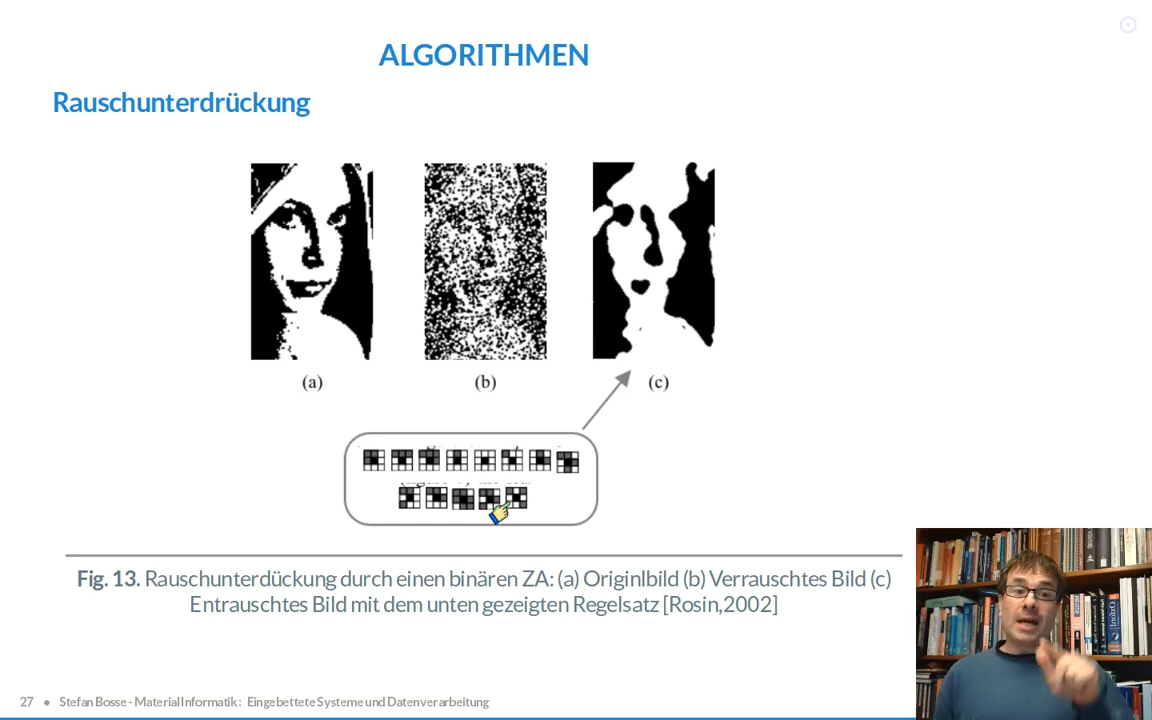 ALGORITHMEN
Rauschunterdrückung
(a) (b) (c)
Fig. 13. Rauschunterdückung durch einen binären ZA: (a) Originlbild (b) Verrauschtes Bild (c)
Entrauschtes Bild mit dem unten gezeigten Regelsatz [Rosin,2002]
27 • Stefan Bosse - Material Informatik : Eingebettete Systeme und Datenverarbeitung